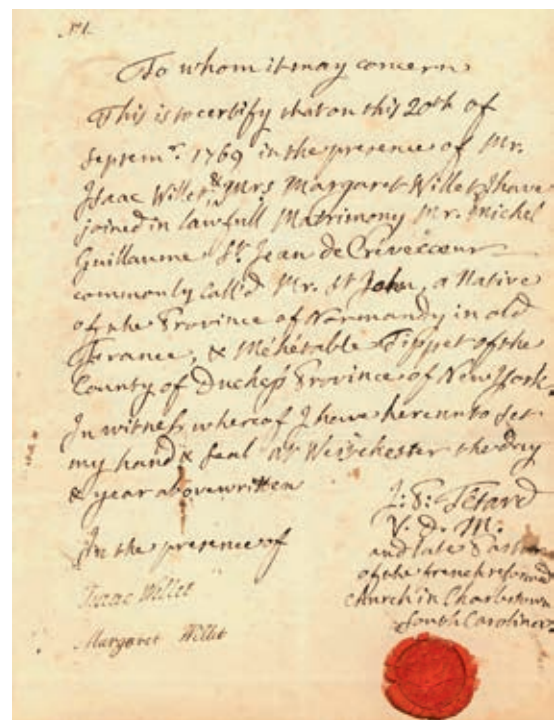 Nº1.
To whom it may concern
This is to certify that on this 20th of
Septemr. 1769 in the presence of Mr.
Isaac Willet & Mrs Margaret Willet I have
joined in lawfull Matrimony Mr. Michel
Guillaume St. Jean de Crèvecœur
commonly call'd Mr. St John, a Native
of the Province of Normandy in old
France, & Méhétable Tippet of the
County of Duchess Province of New York.
In witness whereof I have hereunto set
my hand & seal at Westchester the day
& year above written
In the presence of
Isaac Willet
Margaret Willet
J: P: Tétard
V. D. M.
and late Pastor
of the french reformed
church in Charlestown
South Carolina